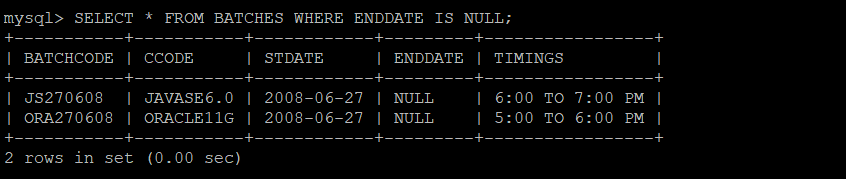 mysql> SELECT * FROM BATCHES WHERE ENDDATE IS NULL;
+-----------+-----------+------------+---------+-----------------+
| BATCHCODE | CCODE     | STDATE     | ENDDATE | TIMINGS         |
+-----------+-----------+------------+---------+-----------------+
| JS270608  | JAVASE6.0 | 2008-06-27 | NULL    | 6:00 TO 7:00 PM |
| ORA270608 | ORACLE11G | 2008-06-27 | NULL    | 5:00 TO 6:00 PM |
+-----------+-----------+------------+---------+-----------------+
2 rows in set (0.00 sec)